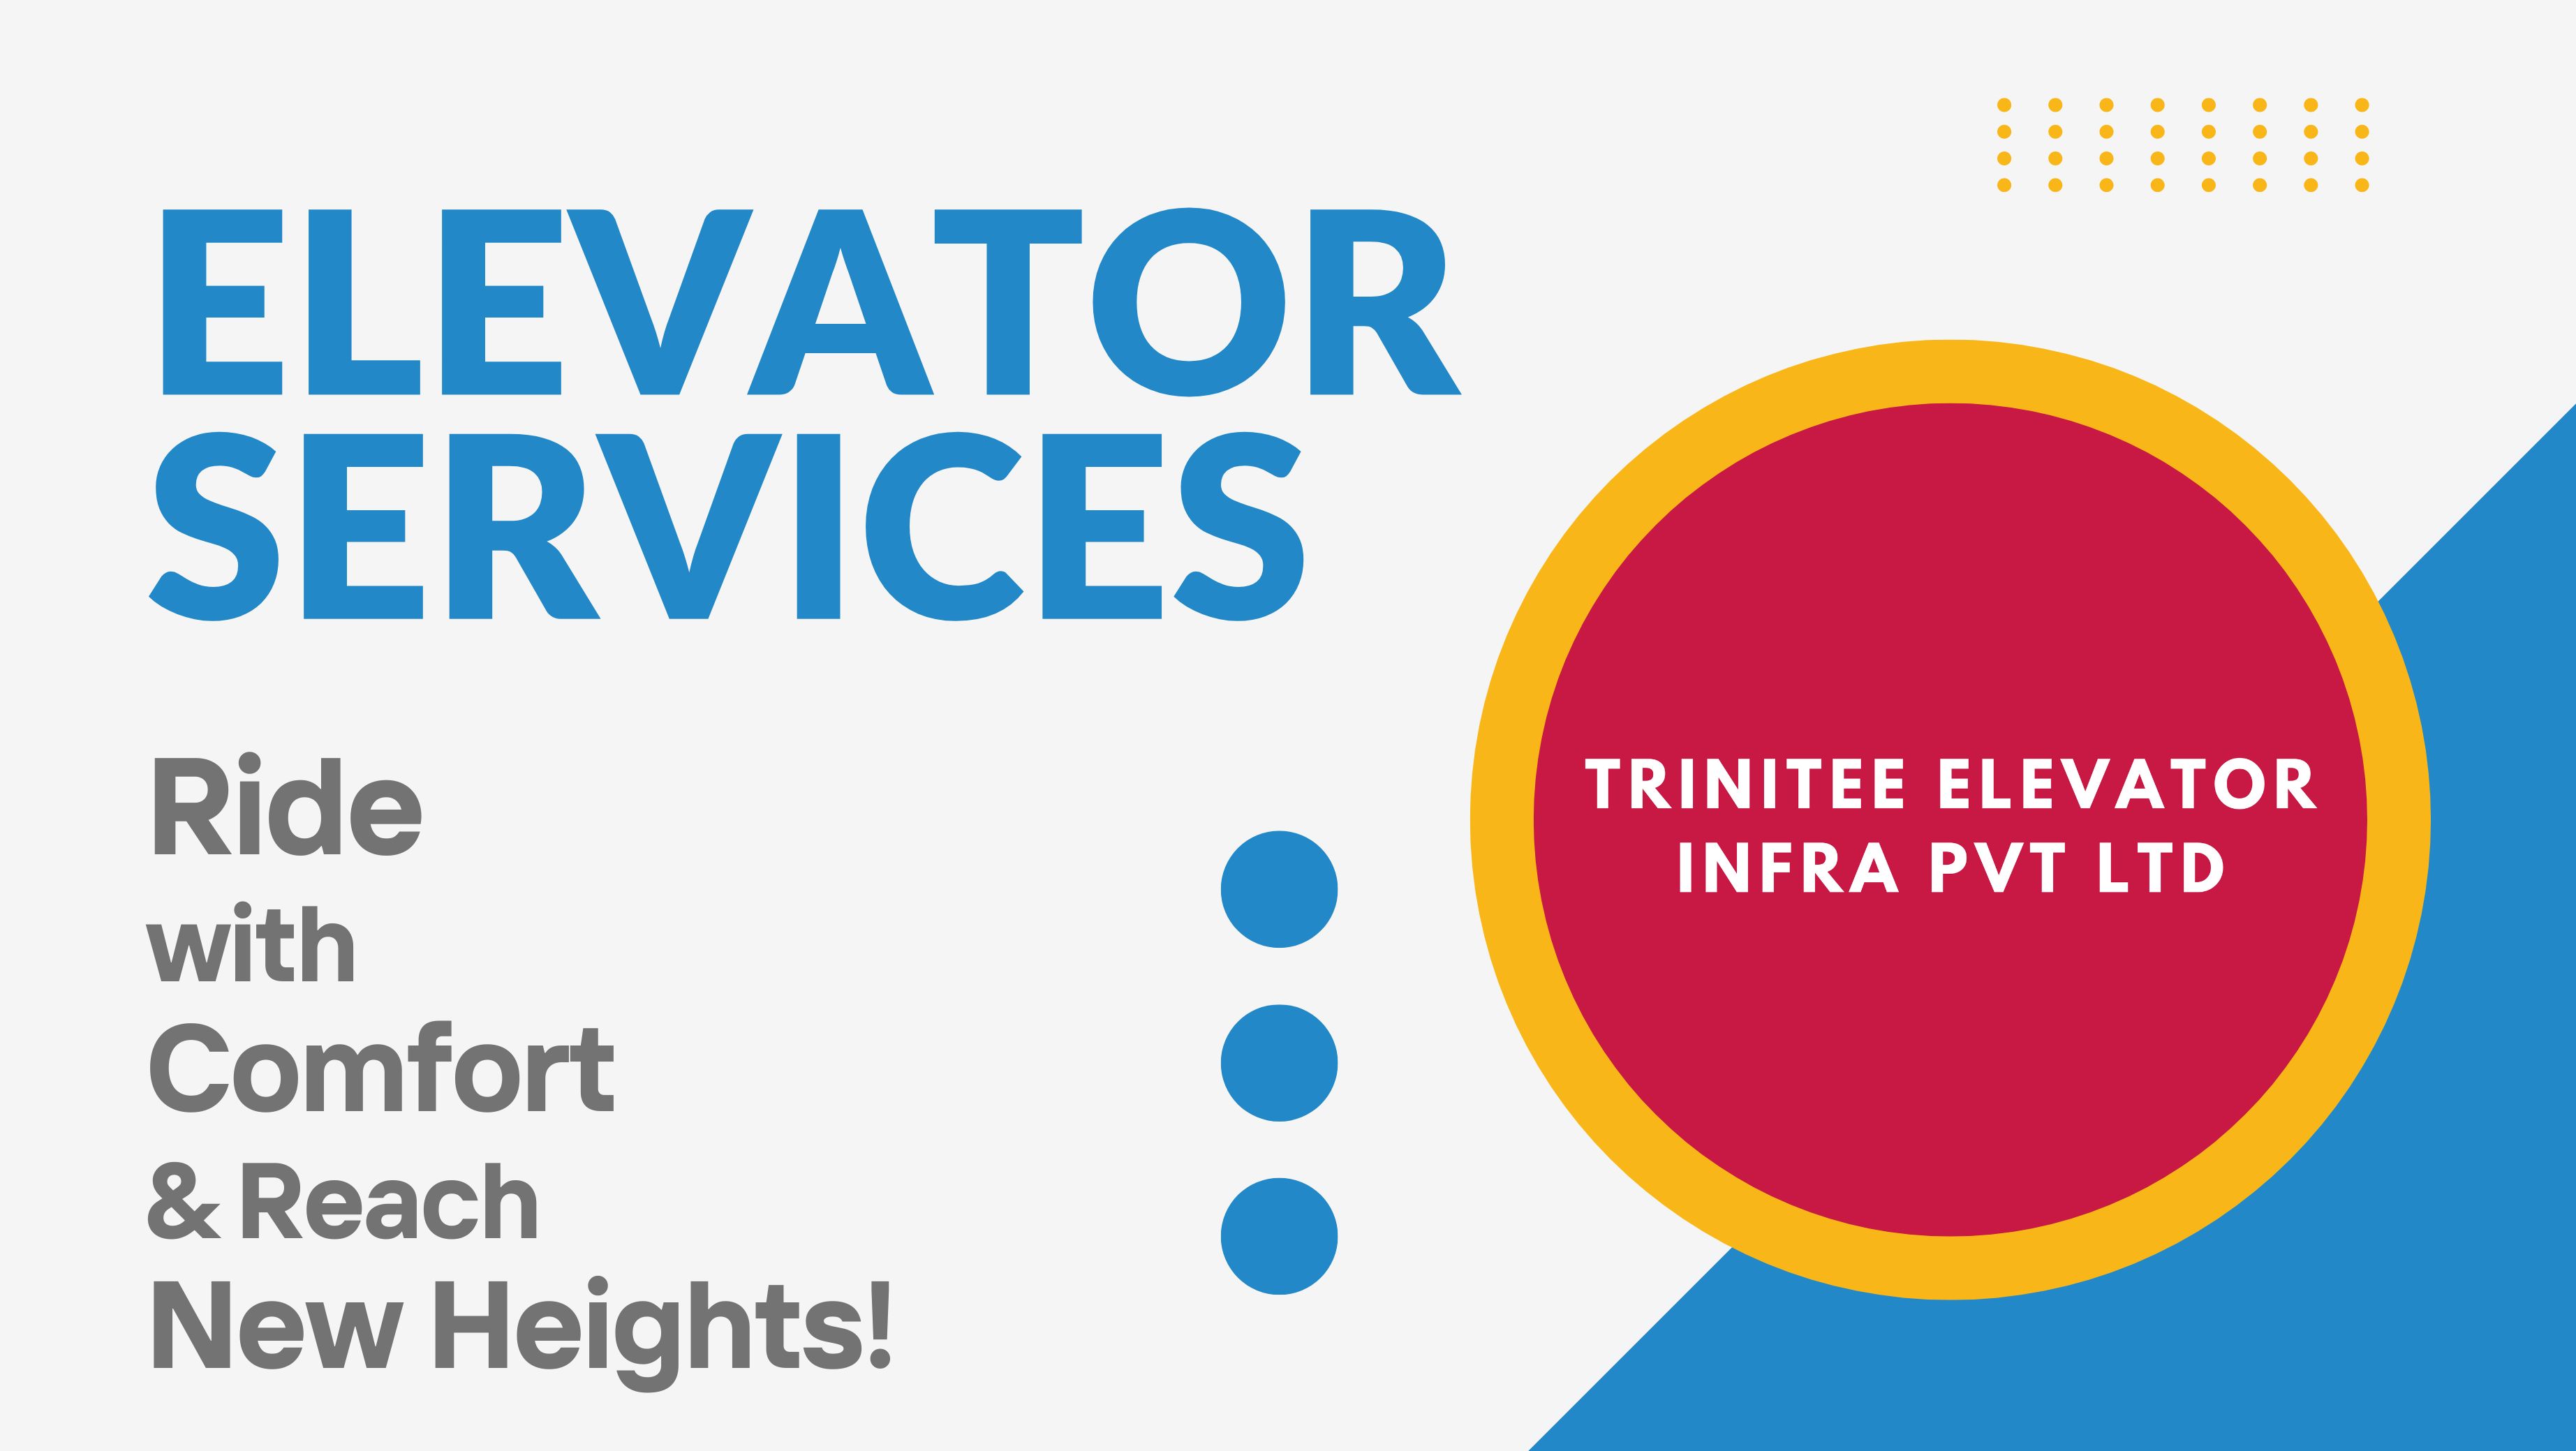 ELEVATOR
SERVICES
Ride
with
Comfort
& Reach
New Heights!
TRINITEE ELEVATOR
INFRA PVT LTD